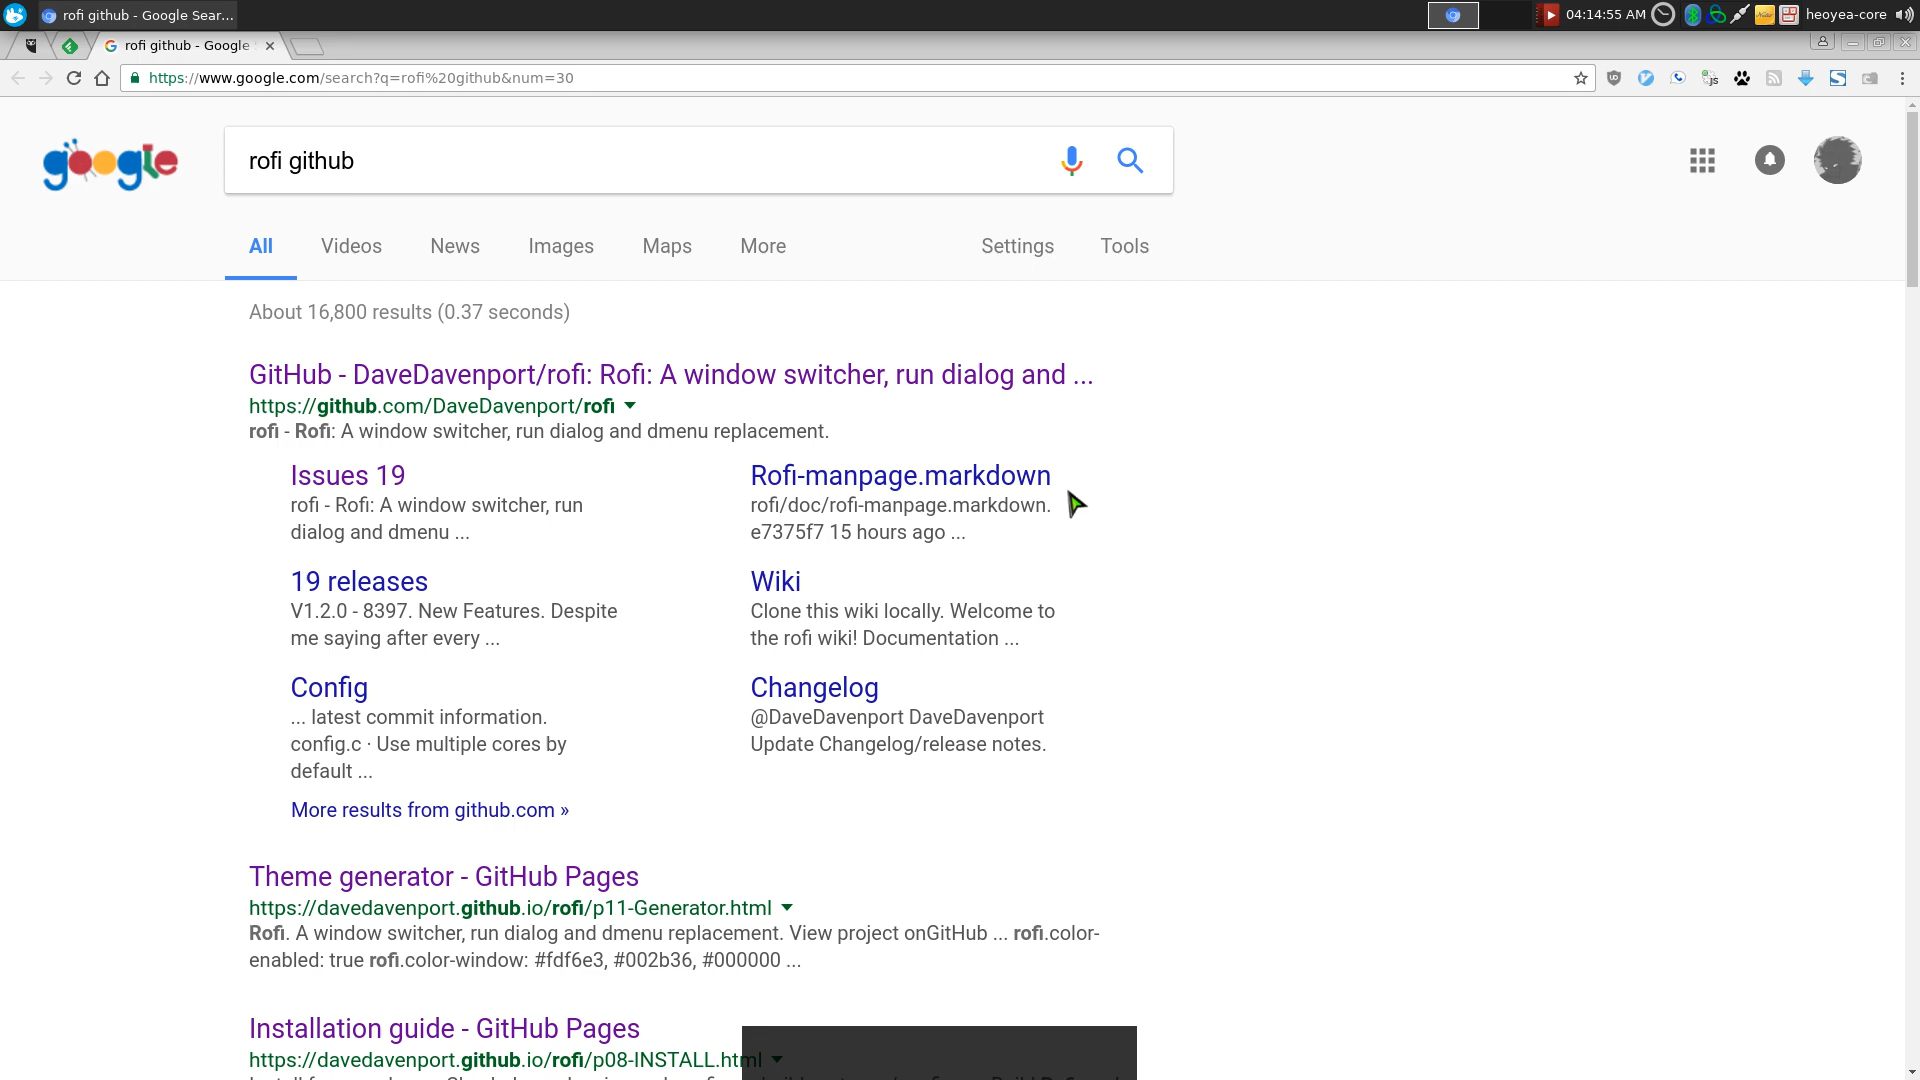 rofi github - Google Sear...
04:14:55 AM
heoyea-core
rofi github - Google
https://www.google.com/search?q=rofi%20github&num=30
Google
rofi github
All Videos News Images Maps More Settings Tools
About 16,800 results (0.37 seconds)
GitHub - DaveDavenport/rofi: Rofi: A window switcher, run dialog and ...
https://github.com/DaveDavenport/rofi
rofi - Rofi: A window switcher, run dialog and dmenu replacement.
Issues 19
rofi - Rofi: A window switcher, run
dialog and dmenu ...
Rofi-manpage.markdown
rofi/doc/rofi-manpage.markdown.
e7375f7 15 hours ago ...
19 releases
V1.2.0 - 8397. New Features. Despite
me saying after every ...
Wiki
Clone this wiki locally. Welcome to
the rofi wiki! Documentation ...
Config
... latest commit information.
config.c · Use multiple cores by
default ...
Changelog
@DaveDavenport DaveDavenport
Update Changelog/release notes.
More results from github.com »
Theme generator - GitHub Pages
https://davedavenport.github.io/rofi/p11-Generator.html
Rofi. A window switcher, run dialog and dmenu replacement. View project onGitHub ... rofi.color-
enabled: true rofi.color-window: #fdf6e3, #002b36, #000000 ...
Installation guide - GitHub Pages
https://davedavenport.github.io/rofi/p08-INSTALL.html